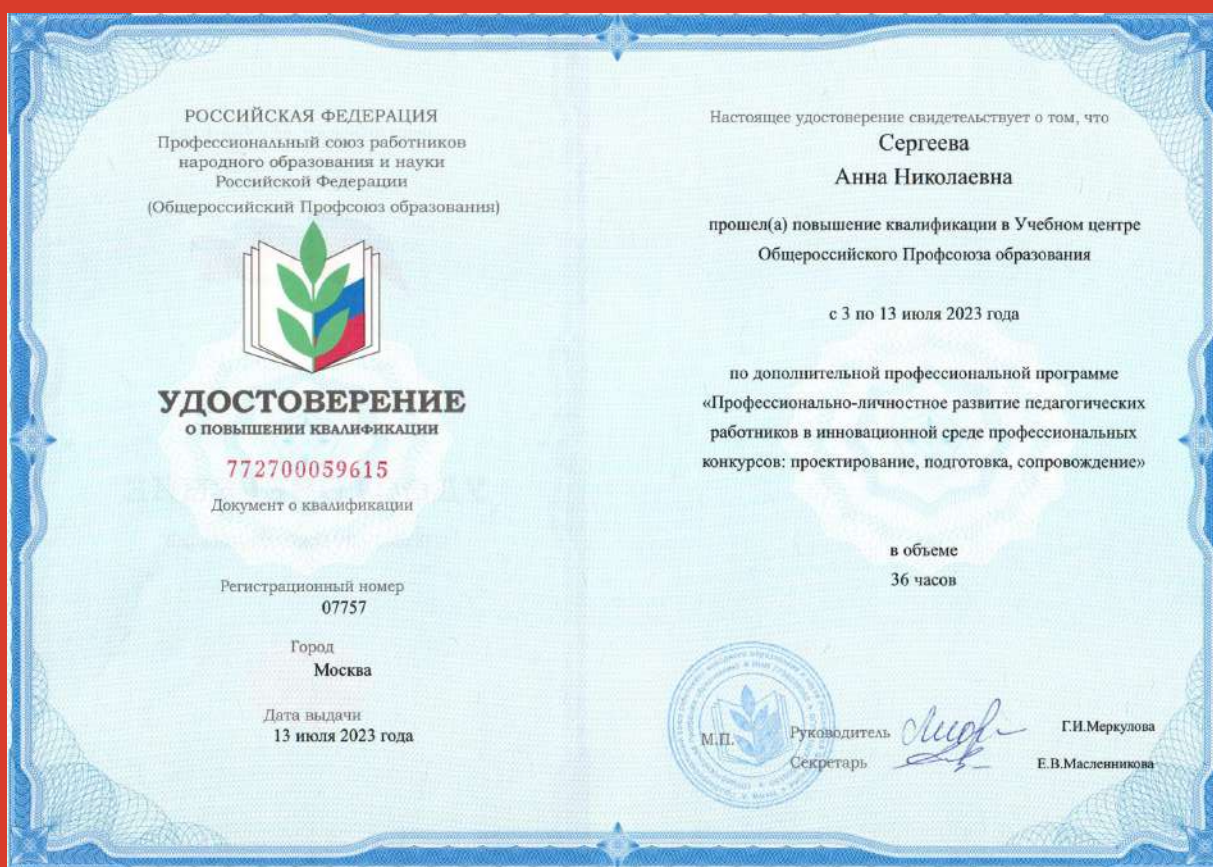 РОССИЙСКАЯ ФЕДЕРАЦИЯ
Профессиональный союз работников
народного образования и науки
Российской Федерации
(Общероссийский Профсоюз образования)
УДОСТОВЕРЕНИЕ
О ПОВЫШЕНИИ КВАЛИФИКАЦИИ
772700059615
Документ о квалификации
Регистрационный номер
07757
Город
Москва
Дата выдачи
13 июля 2023 года
Настоящее удостоверение свидетельствует о том, что
Сергеева
Анна Николаевна
прошел(а) повышение квалификации в Учебном центре
Общероссийского Профсоюза образования
с 3 по 13 июля 2023 года
по дополнительной профессиональной программе
«Профессионально-личностное развитие педагогических
работников в инновационной среде профессиональных
конкурсов: проектирование, подготовка, сопровождение»
в объеме
36 часов
М.П.
Руководитель Г.И.Меркулова
Секретарь Е.В.Масленникова